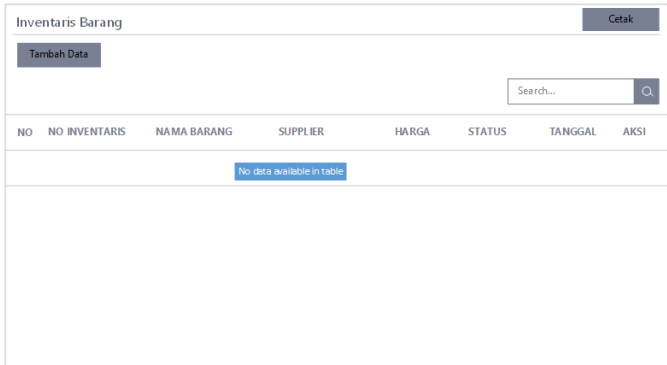 Inventaris Barang
Cetak
Tambah Data
Search...
NO NO INVENTARIS NAMA BARANG SUPPLIER HARGA STATUS TANGGAL AKSI
No data available in table